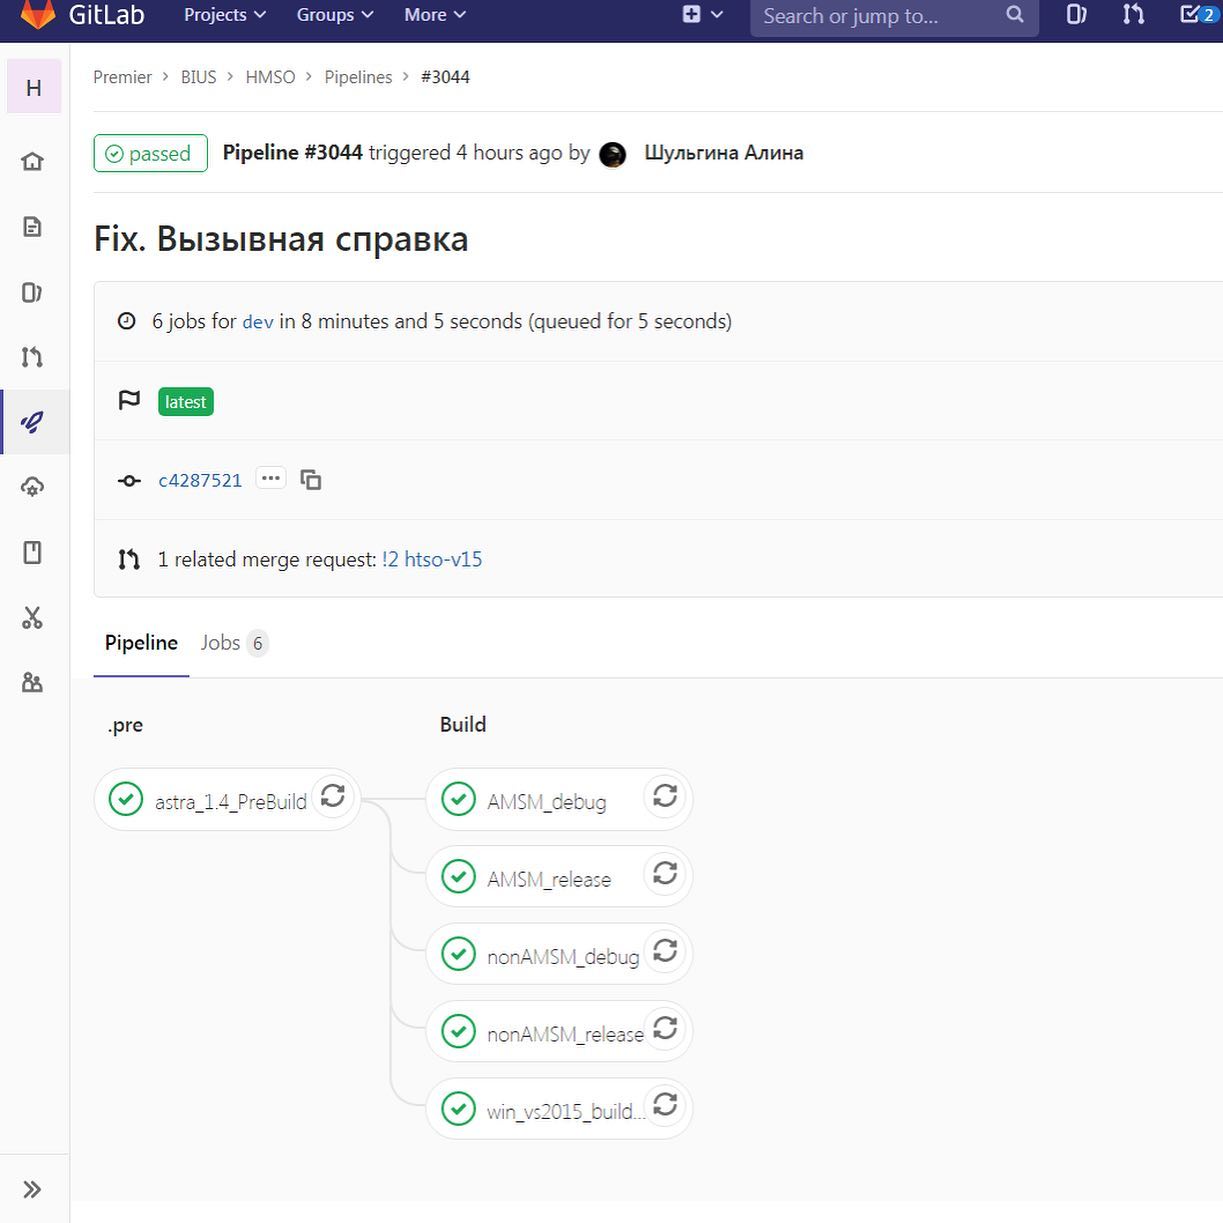 GitLab Projects Groups More Search or jump to... 2
H
Premier > BIUS > HMSO > Pipelines > #3044
passed Pipeline #3044 triggered 4 hours ago by Шульгина Алина
Fix. Вызывная справка
6 jobs for dev in 8 minutes and 5 seconds (queued for 5 seconds)
latest
c4287521 ...
1 related merge request: !2 htso-v15
Pipeline Jobs 6
.pre Build
astra_1.4_PreBuild AMSM_debug
AMSM_release
nonAMSM_debug
nonAMSM_release
win_vs2015_build...